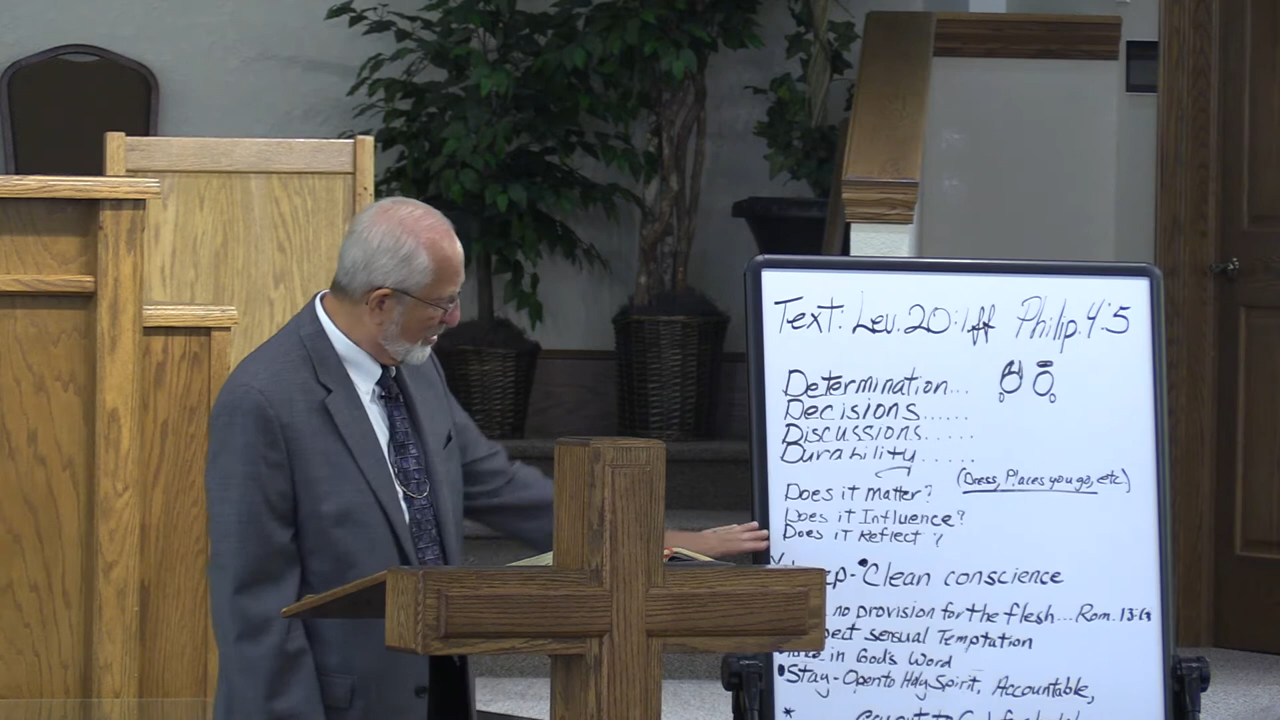 Text: Lev. 20:1ff Philip. 4:5
Determination...
Decisions......
Discussions.....
Durability......
Does it Matter? (Dress, Places you go, etc.)
Does it Influence?
Does it Reflect ?
Clean conscience
no provision for the flesh... Rom. 13:
sensual Temptation
in God's Word
Stay - Open to Holy Spirit, Accountable,
*